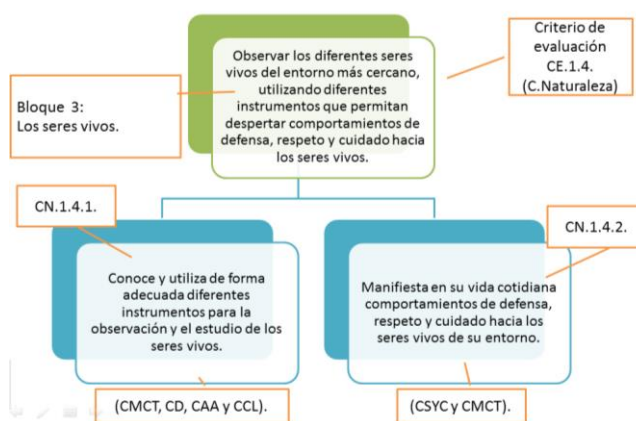 Observar los diferentes seres
vivos del entorno más cercano,
utilizando diferentes
instrumentos que permitan
despertar comportamientos de
defensa, respeto y cuidado hacia
los seres vivos.
Criterio de
evaluación
CE.1.4.
(C.Naturaleza)
Bloque 3:
Los seres vivos.
CN.1.4.1.
Conoce y utiliza de forma
adecuada diferentes
instrumentos para la
observación y el estudio de los
seres vivos.
(CMCT, CD, CAA y CCL).
CN.1.4.2.
Manifiesta en su vida cotidiana
comportamientos de defensa,
respeto y cuidado hacia los
seres vivos de su entorno.
(CSYC y CMCT).